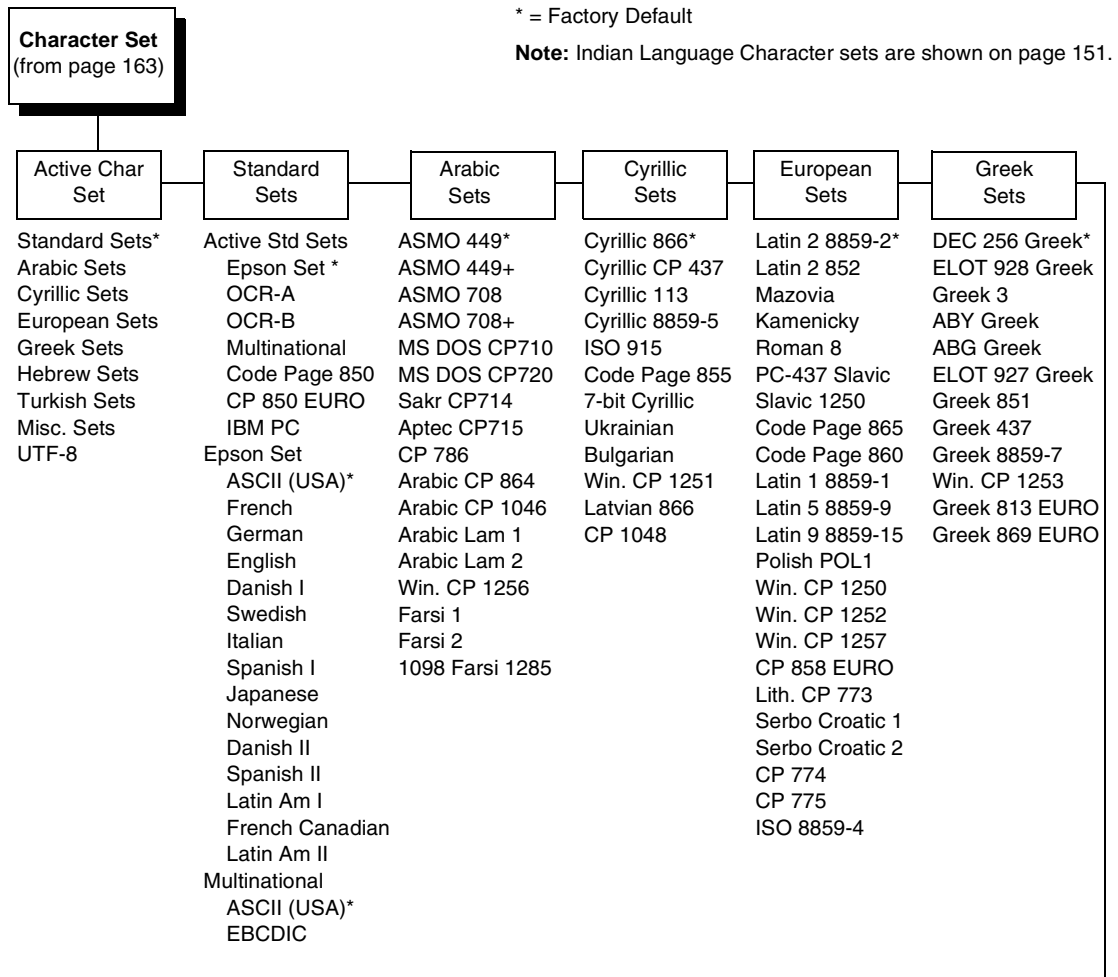 Character Set
(from page 163)
* = Factory Default
Note: Indian Language Character sets are shown on page 151.
Active Char
Set
Standard Sets*
Arabic Sets
Cyrillic Sets
European Sets
Greek Sets
Hebrew Sets
Turkish Sets
Misc. Sets
UTF-8
Standard
Sets
Active Std Sets
Epson Set *
OCR-A
OCR-B
Multinational
Code Page 850
CP 850 EURO
IBM PC
Epson Set
ASCII (USA)*
French
German
English
Danish I
Swedish
Italian
Spanish I
Japanese
Norwegian
Danish II
Spanish II
Latin Am I
French Canadian
Latin Am II
Multinational
ASCII (USA)*
EBCDIC
Arabic
Sets
ASMO 449*
ASMO 449+
ASMO 708
ASMO 708+
MS DOS CP710
MS DOS CP720
Sakr CP714
Aptec CP715
CP 786
Arabic CP 864
Arabic CP 1046
Arabic Lam 1
Arabic Lam 2
Win. CP 1256
Farsi 1
Farsi 2
1098 Farsi 1285
Cyrillic
Sets
Cyrillic 866*
Cyrillic CP 437
Cyrillic 113
Cyrillic 8859-5
ISO 915
Code Page 855
7-bit Cyrillic
Ukrainian
Bulgarian
Win. CP 1251
Latvian 866
CP 1048
European
Sets
Latin 2 8859-2*
Latin 2 852
Mazovia
Kamenicky
Roman 8
PC-437 Slavic
Slavic 1250
Code Page 865
Code Page 860
Latin 1 8859-1
Latin 5 8859-9
Latin 9 8859-15
Polish POL1
Win. CP 1250
Win. CP 1252
Win. CP 1257
CP 858 EURO
Lith. CP 773
Serbo Croatic 1
Serbo Croatic 2
CP 774
CP 775
ISO 8859-4
Greek
Sets
DEC 256 Greek*
ELOT 928 Greek
Greek 3
ABY Greek
ABG Greek
ELOT 927 Greek
Greek 851
Greek 437
Greek 8859-7
Win. CP 1253
Greek 813 EURO
Greek 869 EURO